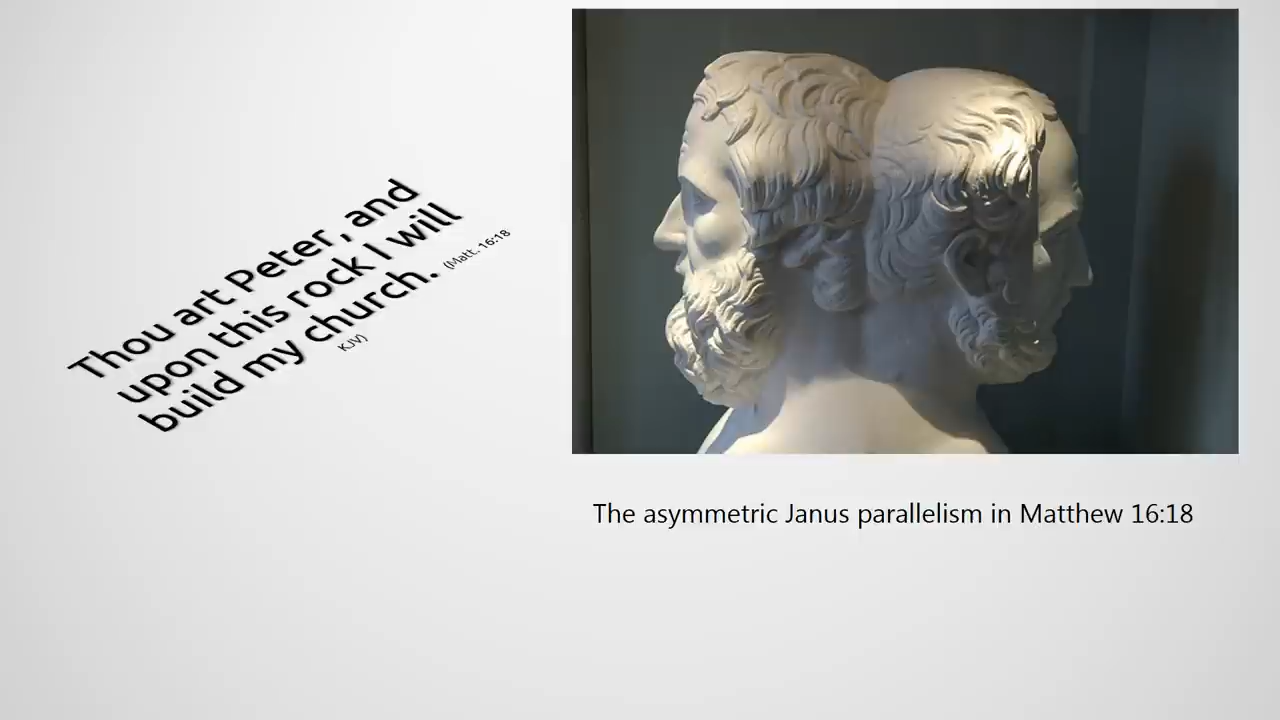 Thou art Peter, and
upon this rock I will
build my church. (Matt. 16:18
KJV)
The asymmetric Janus parallelism in Matthew 16:18